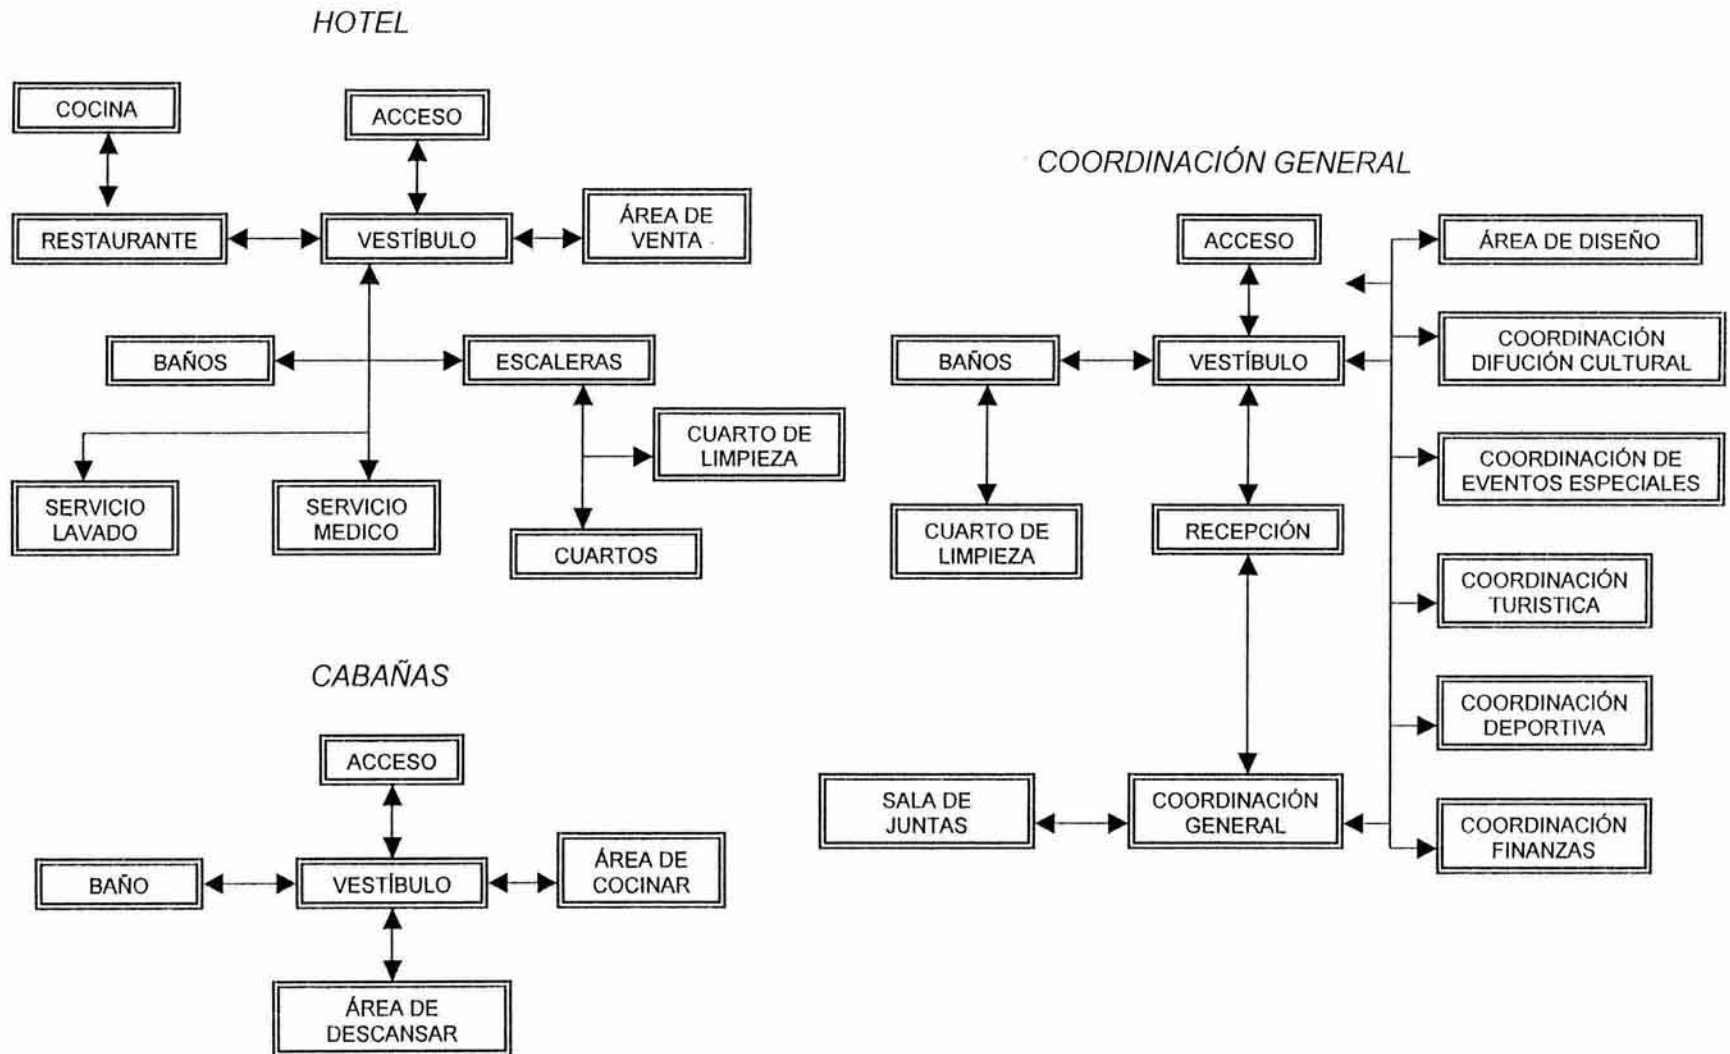 HOTEL
COCINA
ACCESO
RESTAURANTE
VESTÍBULO
ÁREA DE
VENTA
BAÑOS
ESCALERAS
CUARTO DE
LIMPIEZA
SERVICIO
LAVADO
SERVICIO
MEDICO
CUARTOS
CABAÑAS
ACCESO
BAÑO
VESTÍBULO
ÁREA DE
COCINAR
ÁREA DE
DESCANSAR
COORDINACIÓN GENERAL
ACCESO
ÁREA DE DISEÑO
BAÑOS
VESTÍBULO
COORDINACIÓN
DIFUCIÓN CULTURAL
COORDINACIÓN DE
EVENTOS ESPECIALES
CUARTO DE
LIMPIEZA
RECEPCIÓN
COORDINACIÓN
TURISTICA
COORDINACIÓN
DEPORTIVA
SALA DE
JUNTAS
COORDINACIÓN
GENERAL
COORDINACIÓN
FINANZAS